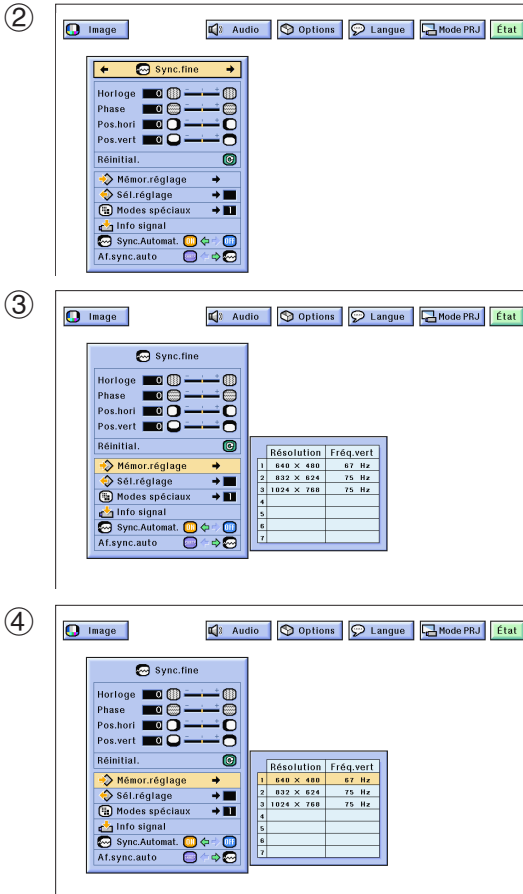 ②
Image Audio Options Langue Mode PRJ État
Sync.fine
Horloge 0 - +
Phase 0 - +
Pos.hori 0 - +
Pos.vert 0 - +
Réinitial.
Mémor.réglage
Sél.réglage
Modes spéciaux 1
Info signal
Sync.Automat. ON OFF
Af.sync.auto
③
Image Audio Options Langue Mode PRJ État
Sync.fine
Horloge 0 - +
Phase 0 - +
Pos.hori 0 - +
Pos.vert 0 - +
Réinitial.
Mémor.réglage
Sél.réglage
Modes spéciaux 1
Info signal
Sync.Automat. ON OFF
Af.sync.auto
Résolution Fréq.vert
1 640 X 480 67 Hz
2 832 X 624 75 Hz
3 1024 X 768 75 Hz
4
5
6
7
④
Image Audio Options Langue Mode PRJ État
Sync.fine
Horloge 0 - +
Phase 0 - +
Pos.hori 0 - +
Pos.vert 0 - +
Réinitial.
Mémor.réglage
Sél.réglage
Modes spéciaux 1
Info signal
Sync.Automat. ON OFF
Af.sync.auto
Résolution Fréq.vert
1 640 X 480 67 Hz
2 832 X 624 75 Hz
3 1024 X 768 75 Hz
4
5
6
7